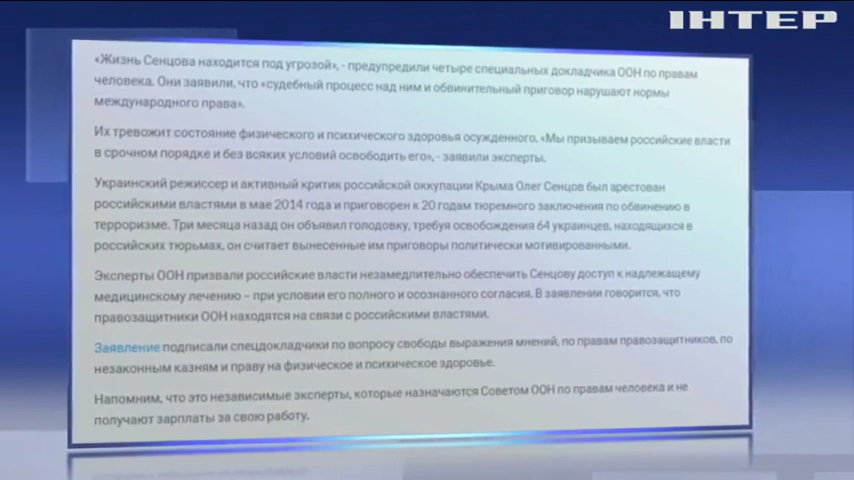 ІНТЕР
«Жизнь Сенцова находится под угрозой», - предупредили четыре специальных докладчика ООН по правам
человека. Они заявили, что «судебный процесс над ним и обвинительный приговор нарушают нормы
международного права».
Их тревожит состояние физического и психического здоровья осужденного. «Мы призываем российские власти
в срочном порядке и без всяких условий освободить его», - заявили эксперты.
Украинский режиссер и активный критик российской оккупации Крыма Олег Сенцов был арестован
российскими властями в мае 2014 года и приговорен к 20 годам тюремного заключения по обвинению в
терроризме. Три месяца назад он объявил голодовку, требуя освобождения 64 украинцев, находящихся в
российских тюрьмах, он считает вынесенные им приговоры политически мотивированными.
Эксперты ООН призвали российские власти незамедлительно обеспечить Сенцову доступ к надлежащему
медицинскому лечению – при условии его полного и осознанного согласия. В заявлении говорится, что
правозащитники ООН находятся на связи с российскими властями.
Заявление подписали спецдокладчики по вопросу свободы выражения мнений, по правам правозащитников, по
незаконным казням и праву на физическое и психическое здоровье.
Напомним, что это независимые эксперты, которые назначаются Советом ООН по правам человека и не
получают зарплаты за свою работу.